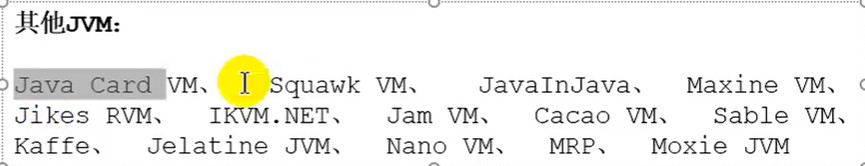 其他JVM：
Java Card VM、 Squawk VM、 JavaInJava、 Maxine VM、
Jikes RVM、 IKVM.NET、 Jam VM、 Cacao VM、 Sable VM、
Kaffe、 Jelatine JVM、 Nano VM、 MRP、 Moxie JVM